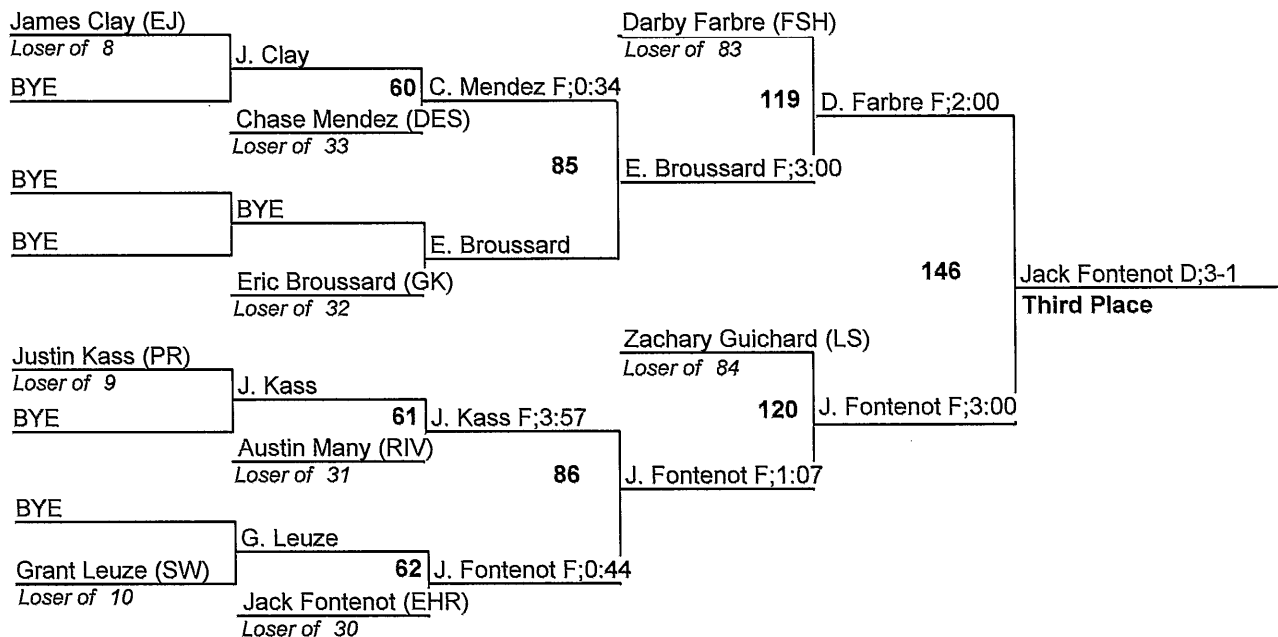 James Clay (EJ)
Loser of 8
J. Clay
BYE
60
C. Mendez F;0:34
Chase Mendez (DES)
Loser of 33
85
BYE
BYE
BYE
E. Broussard
Eric Broussard (GK)
Loser of 32
Darby Farbre (FSH)
Loser of 83
119
D. Farbre F;2:00
E. Broussard F;3:00
146
Jack Fontenot D;3-1
Third Place
Justin Kass (PR)
Loser of 9
J. Kass
BYE
61
J. Kass F;3:57
Austin Many (RIV)
Loser of 31
86
BYE
G. Leuze
Grant Leuze (SW)
Loser of 10
62
J. Fontenot F;0:44
Jack Fontenot (EHR)
Loser of 30
Zachary Guichard (LS)
Loser of 84
120
J. Fontenot F;3:00
J. Fontenot F;1:07